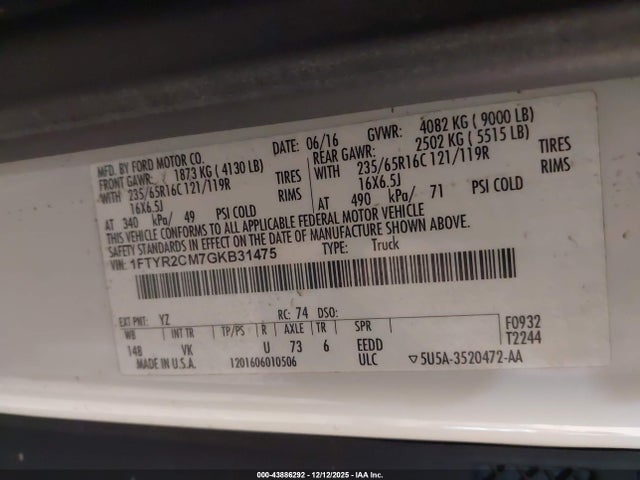 MFD. BY FORD MOTOR CO. DATE: 06/16 GVWR: 4082 KG ( 9000 LB)
FRONT GAWR: 1873 KG ( 4130 LB) REAR GAWR: 2502 KG ( 5515 LB)
WITH 235/65R16C 121/119R TIRES WITH 235/65R16C 121/119R TIRES
16X6.5J RIMS 16X6.5J RIMS
AT 340 kPa/ 49 PSI COLD AT 490 kPa/ 71 PSI COLD
THIS VEHICLE CONFORMS TO ALL APPLICABLE FEDERAL MOTOR VEHICLE
SAFETY STANDARDS IN EFFECT ON THE DATE OF MANUFACTURE SHOWN ABOVE.
VIN: 1FTYR2CM7GKB31475 TYPE: Truck
EXT PNT: YZ RC: 74 DSO: F0932
WB INT TR TP/PS R AXLE TR SPR T2244
148 VK U 73 6 EEDD
MADE IN U.S.A. 1201606010506 ULC ▽5U5A-3520472-AA
000-43886292 - 12/12/2025 - IAA Inc.